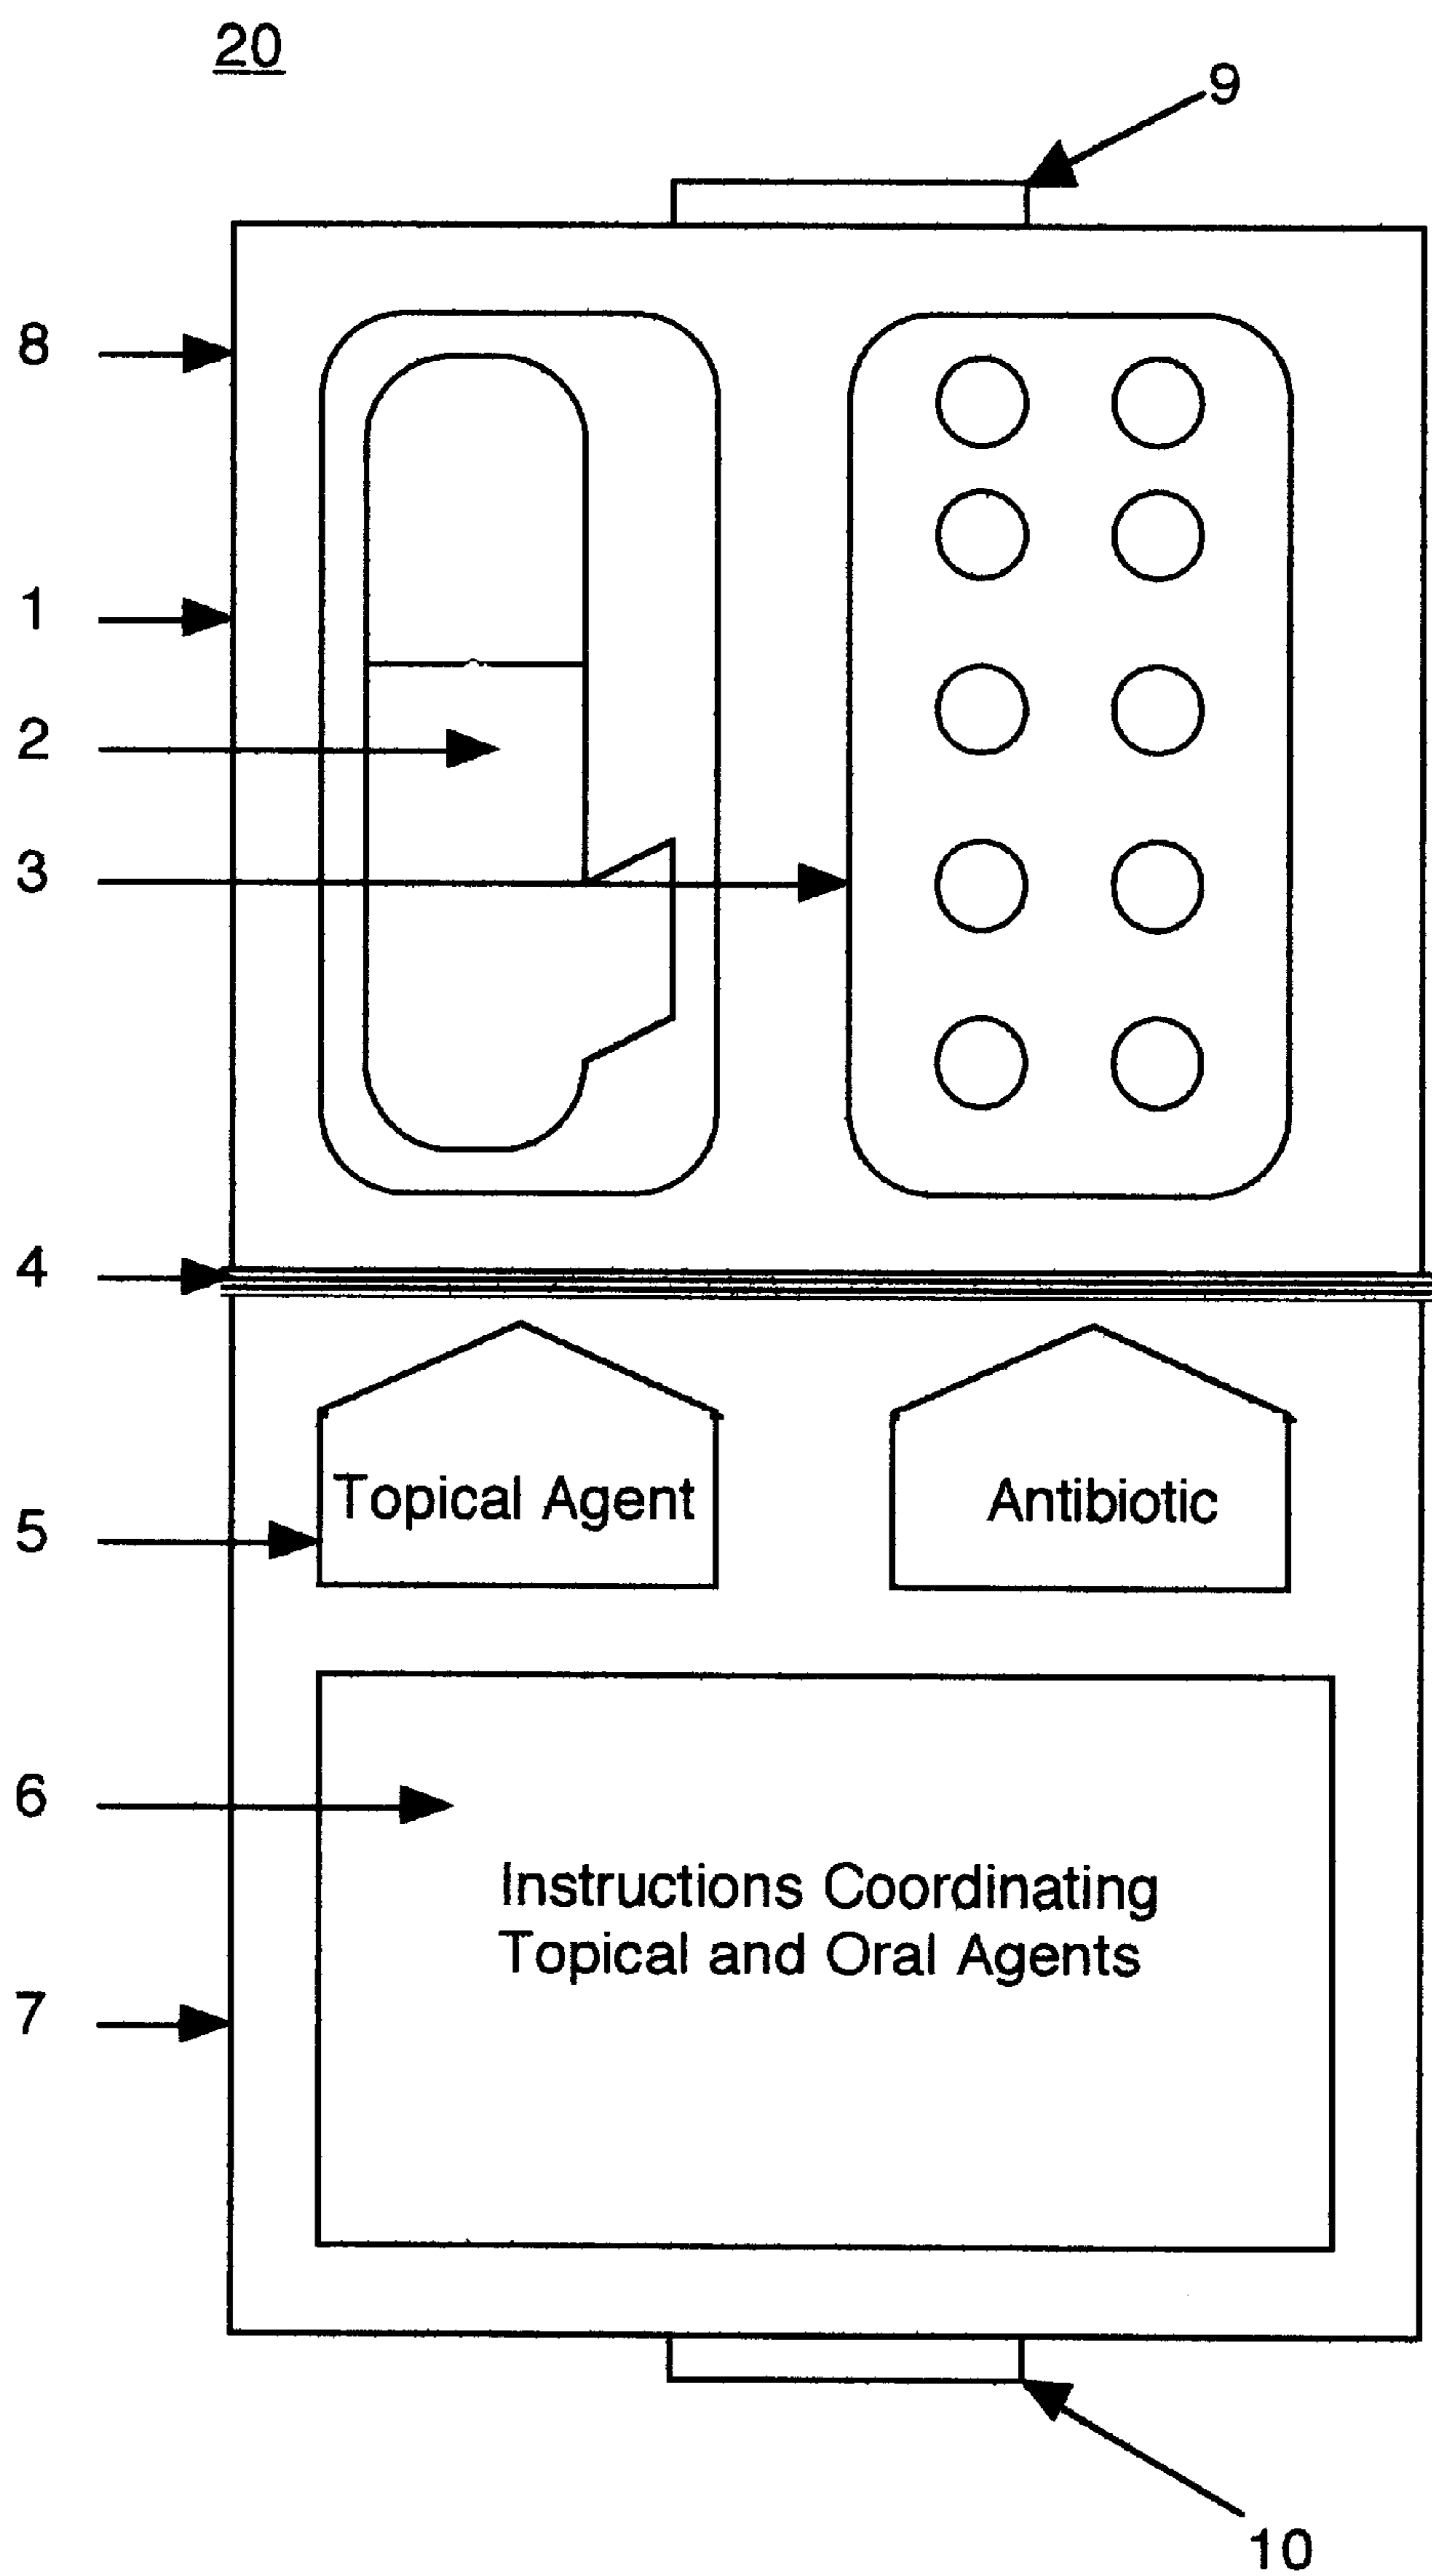 20
9
8
1
2
3
4
Topical Agent
Antibiotic
5
6
Instructions Coordinating
Topical and Oral Agents
7
10